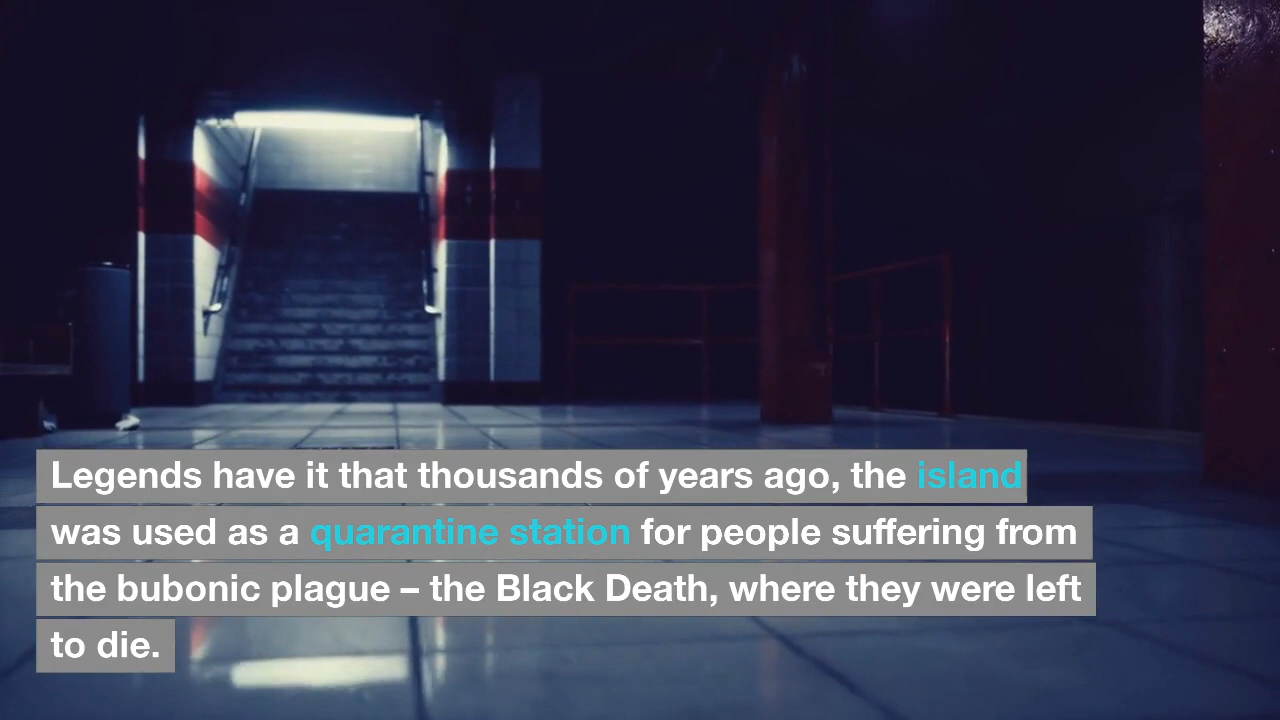 Legends have it that thousands of years ago, the island
was used as a quarantine station for people suffering from
the bubonic plague – the Black Death, where they were left
to die.